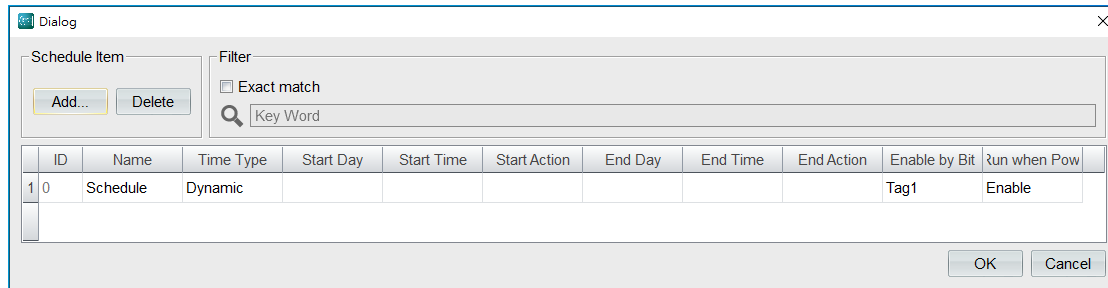 Dialog
Schedule Item
Filter
Exact match
Add... Delete
Key Word
ID Name Time Type Start Day Start Time Start Action End Day End Time End Action Enable by Bit Run when Pow
1 0 Schedule Dynamic Tag1 Enable
OK Cancel